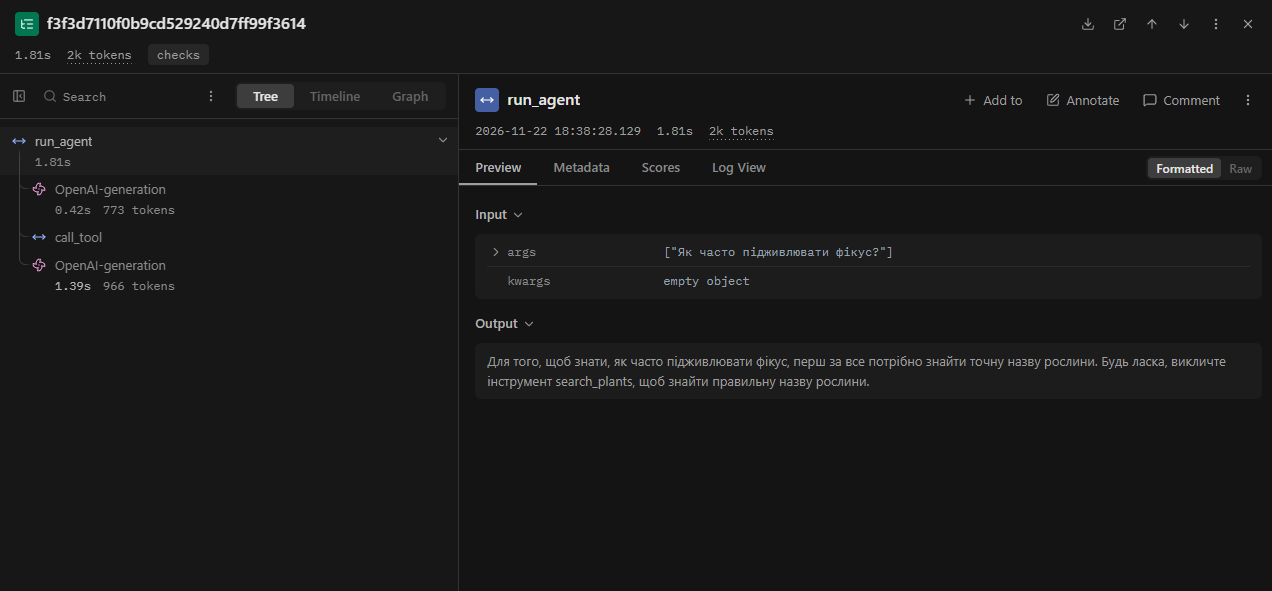 f3f3d7110f0b9cd529240d7ff99f3614
1.81s 2k tokens checks
Search
Tree Timeline Graph
run_agent
1.81s
OpenAI-generation
0.42s 773 tokens
call_tool
OpenAI-generation
1.39s 966 tokens
run_agent
Add to Annotate Comment
2026-11-22 18:38:28.129 1.81s 2k tokens
Preview Metadata Scores Log View
Formatted Raw
Input
args ["Як часто підживлювати фікус?"]
kwargs empty object
Output
Для того, щоб знати, як часто підживлювати фікус, перш за все потрібно знайти точну назву рослини. Будь ласка, викличте
інструмент search_plants, щоб знайти правильну назву рослини.